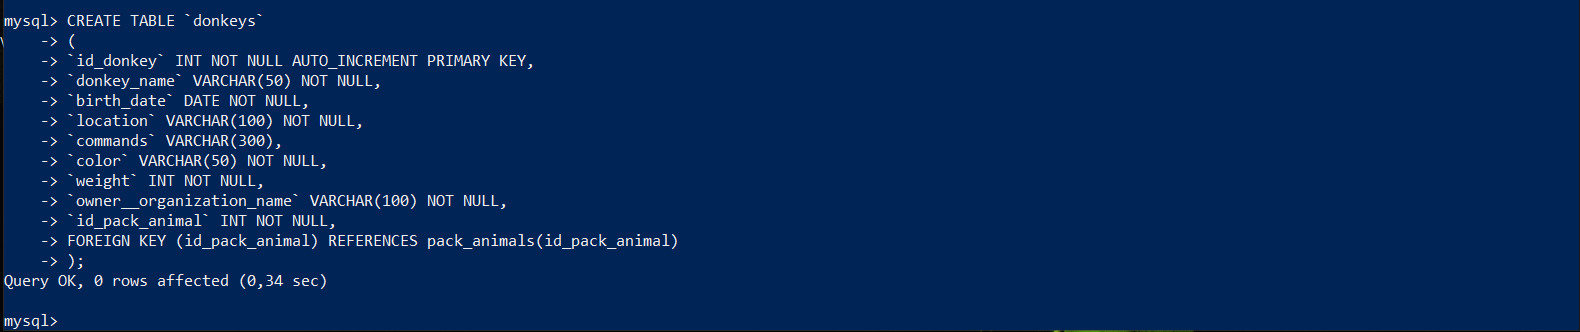 mysql> CREATE TABLE `donkeys`
-> (
-> `id_donkey` INT NOT NULL AUTO_INCREMENT PRIMARY KEY,
-> `donkey_name` VARCHAR(50) NOT NULL,
-> `birth_date` DATE NOT NULL,
-> `location` VARCHAR(100) NOT NULL,
-> `commands` VARCHAR(300),
-> `color` VARCHAR(50) NOT NULL,
-> `weight` INT NOT NULL,
-> `owner__organization_name` VARCHAR(100) NOT NULL,
-> `id_pack_animal` INT NOT NULL,
-> FOREIGN KEY (id_pack_animal) REFERENCES pack_animals(id_pack_animal)
-> );
Query OK, 0 rows affected (0,34 sec)
mysql>